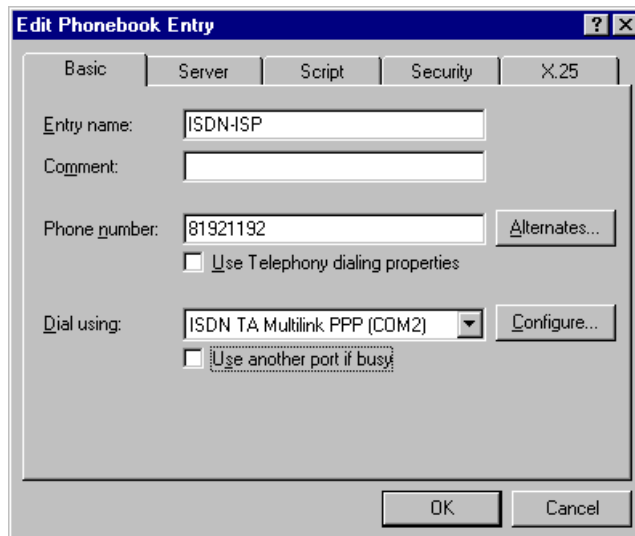 Edit Phonebook Entry
Basic Server Script Security X.25
Entry name: ISDN-ISP
Comment:
Phone number: 81921192 Alternates...
Use Telephony dialing properties
Dial using: ISDN TA Multilink PPP (COM2) Configure...
Use another port if busy
OK Cancel